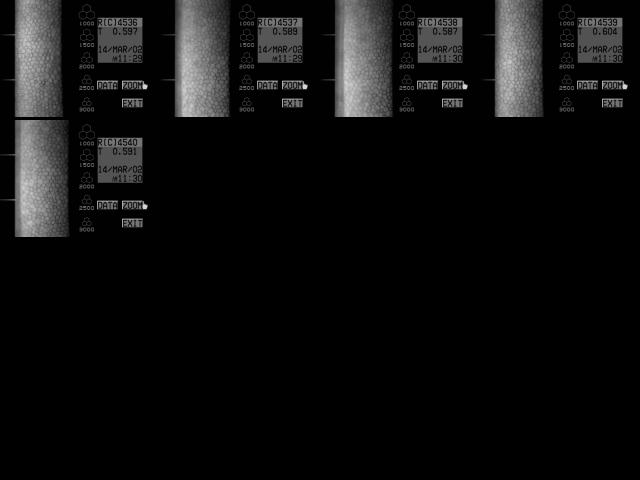 1000
R(C)4536
T 0.597
1500
14/MAR/02
11:29
2000
2500
DATA ZOOM
EXIT
3000
1000
R(C)4537
T 0.589
1500
14/MAR/02
11:29
2000
2500
DATA ZOOM
EXIT
3000
1000
R(C)4538
T 0.587
1500
14/MAR/02
11:30
2000
2500
DATA ZOOM
EXIT
3000
1000
R(C)4539
T 0.604
1500
14/MAR/02
11:30
2000
2500
DATA ZOOM
EXIT
3000
1000
R(C)4540
T 0.591
1500
14/MAR/02
11:30
2000
2500
DATA ZOOM
EXIT
3000